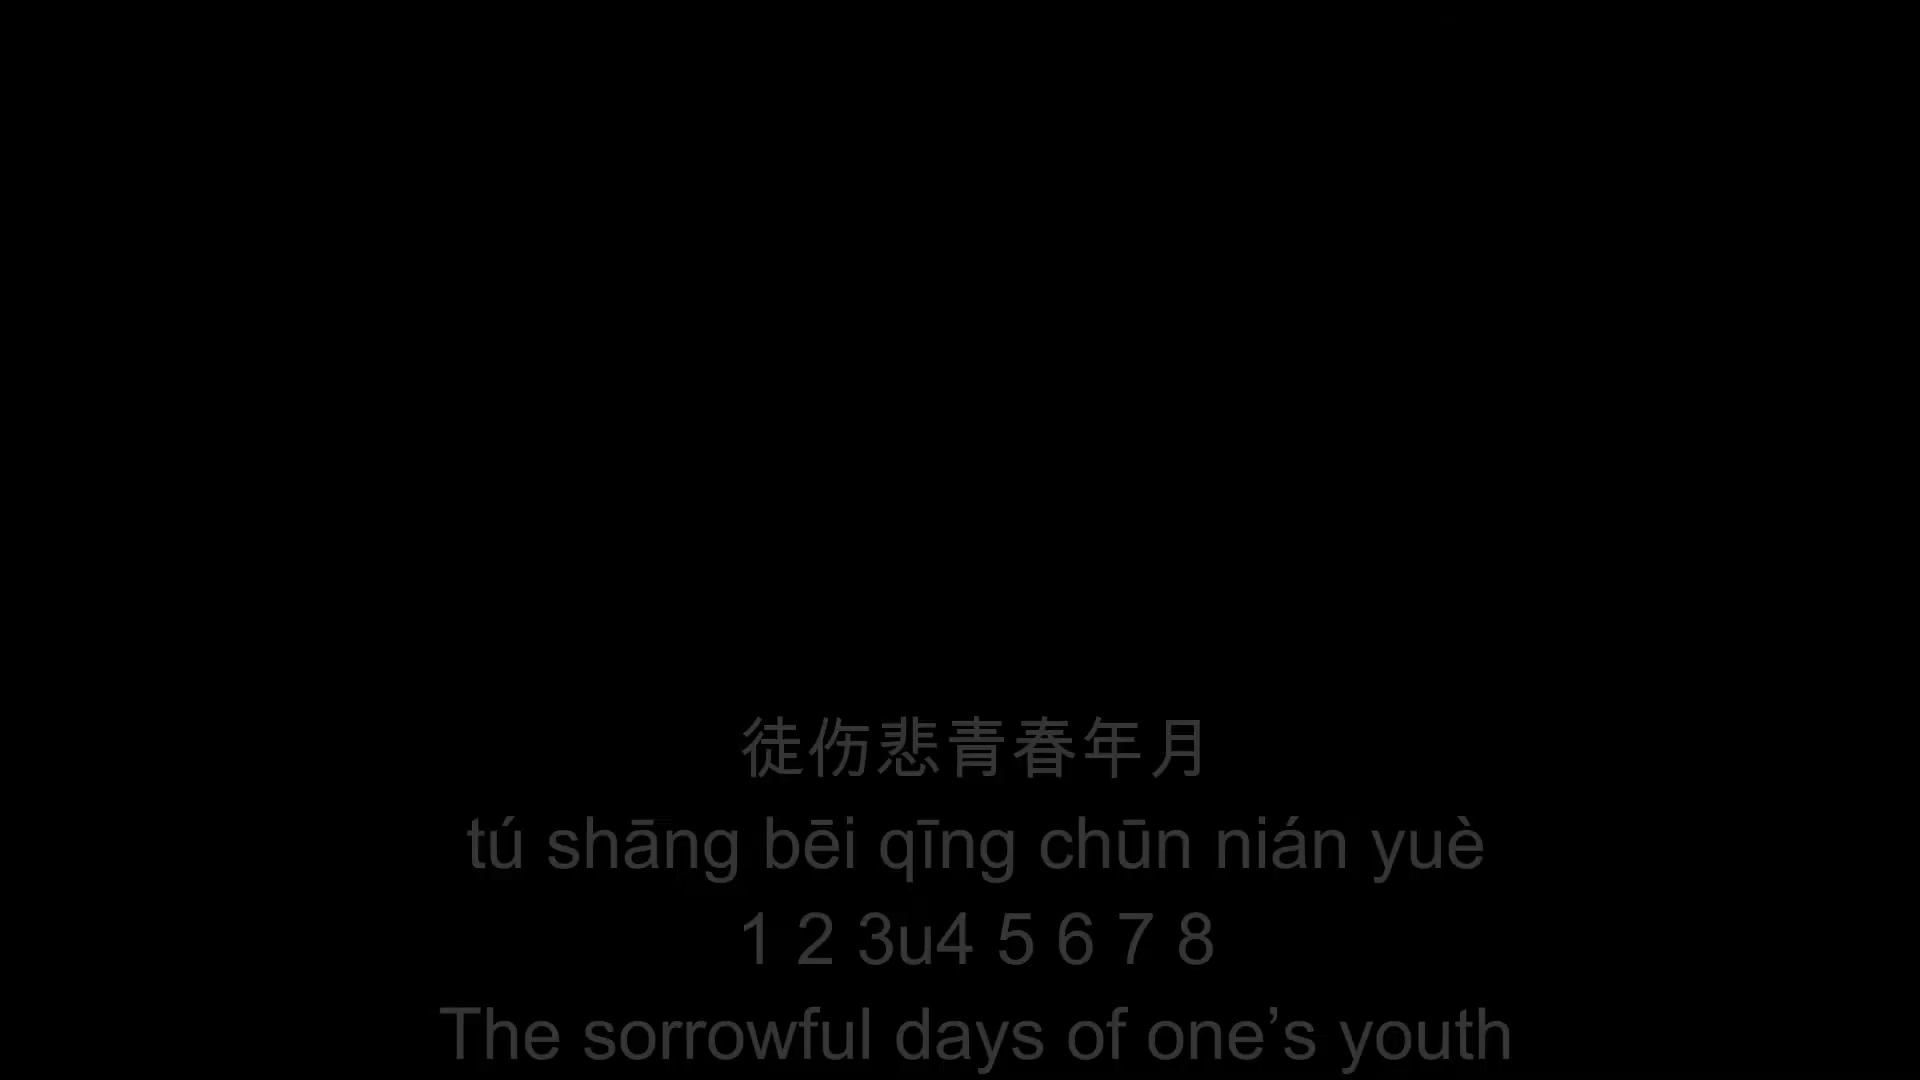 徒伤悲青春年月
tú shāng bēi qīng chūn nián yuè
1 2 3u4 5 6 7 8
The sorrowful days of one’s youth